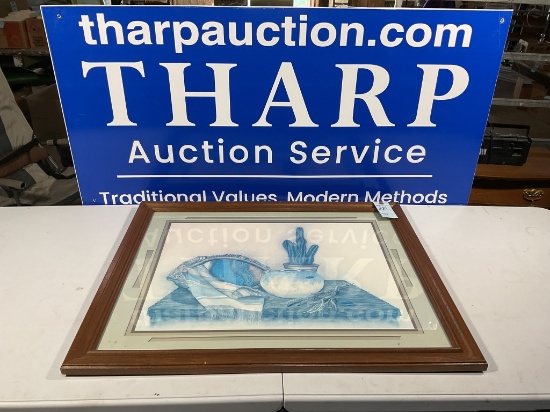 tharpauction.com
THARP
Auction Service
Traditional Values, Modern Methods